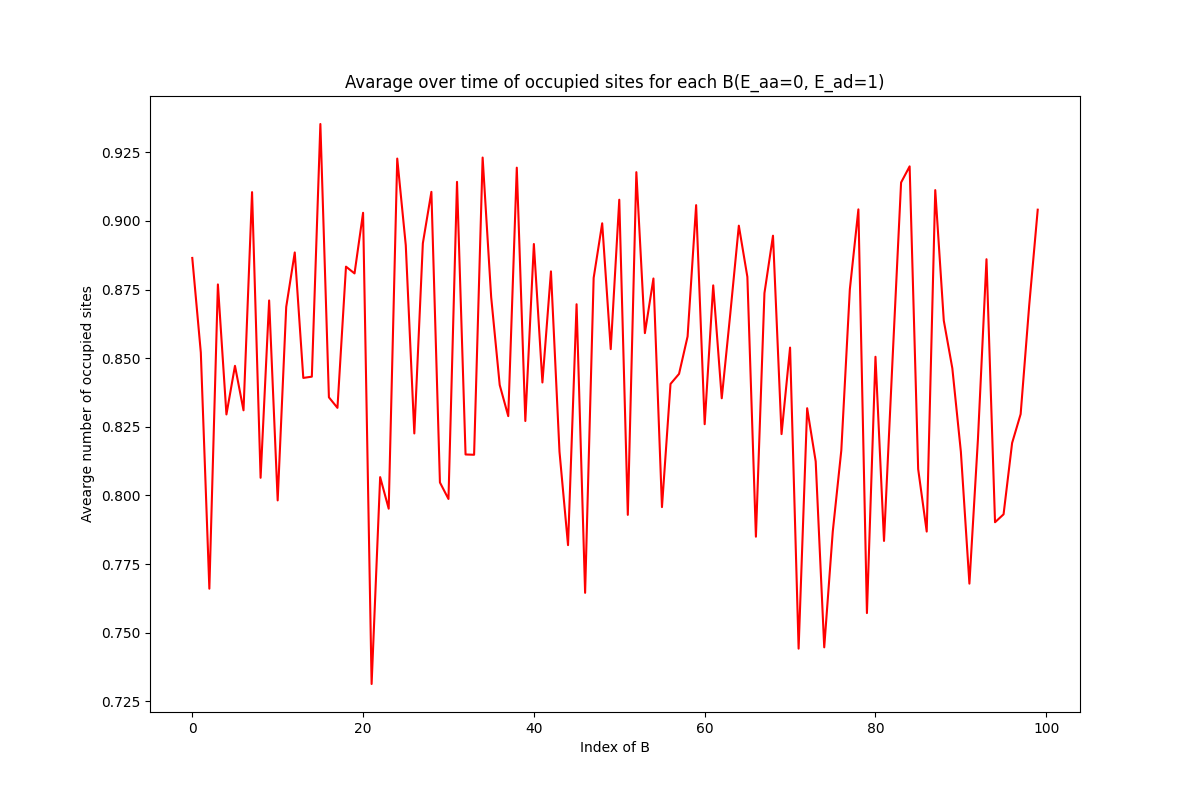 Avarage over time of occupied sites for each B(E_aa=0, E_ad=1)
0.925
0.900
0.875
0.850
0.825
0.800
0.775
0.750
0.725
Avearge number of occupied sites
0 20 40 60 80 100
Index of B